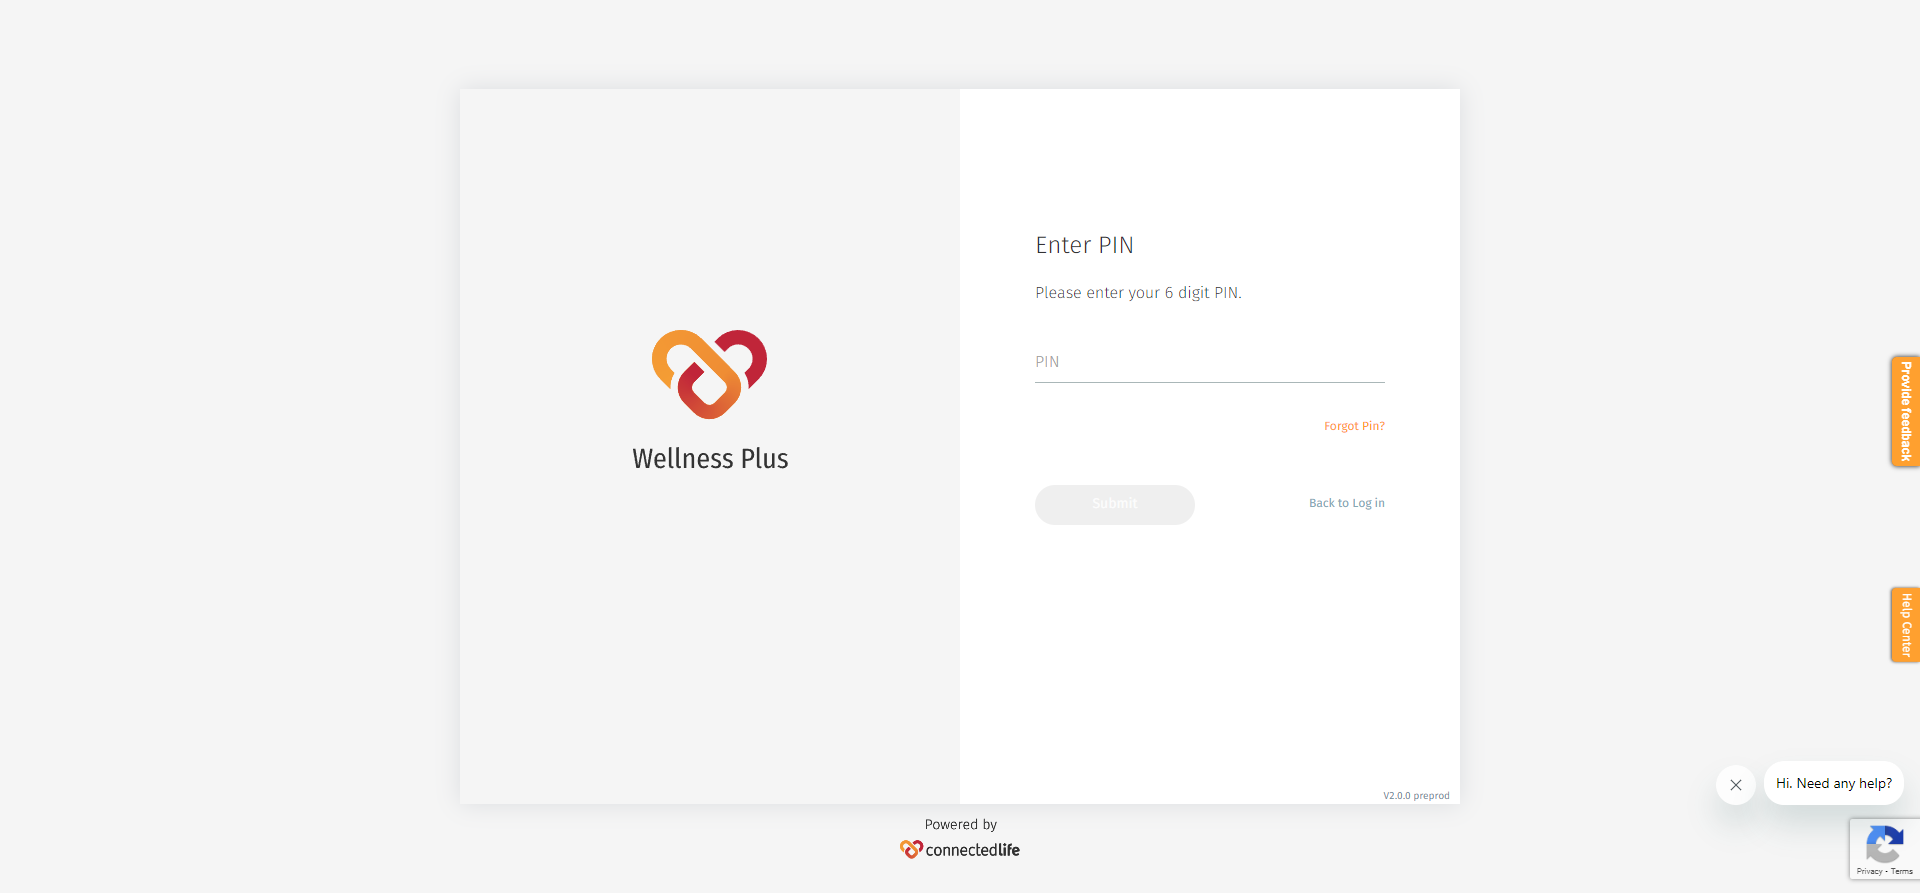 Enter PIN
Please enter your 6 digit PIN.
PIN
Forgot Pin?
Submit
Back to Log in
Wellness Plus
V2.0.0 preprod
Powered by
connectedlife
Provide feedback
Help Center
Hi. Need any help?
Privacy - Terms